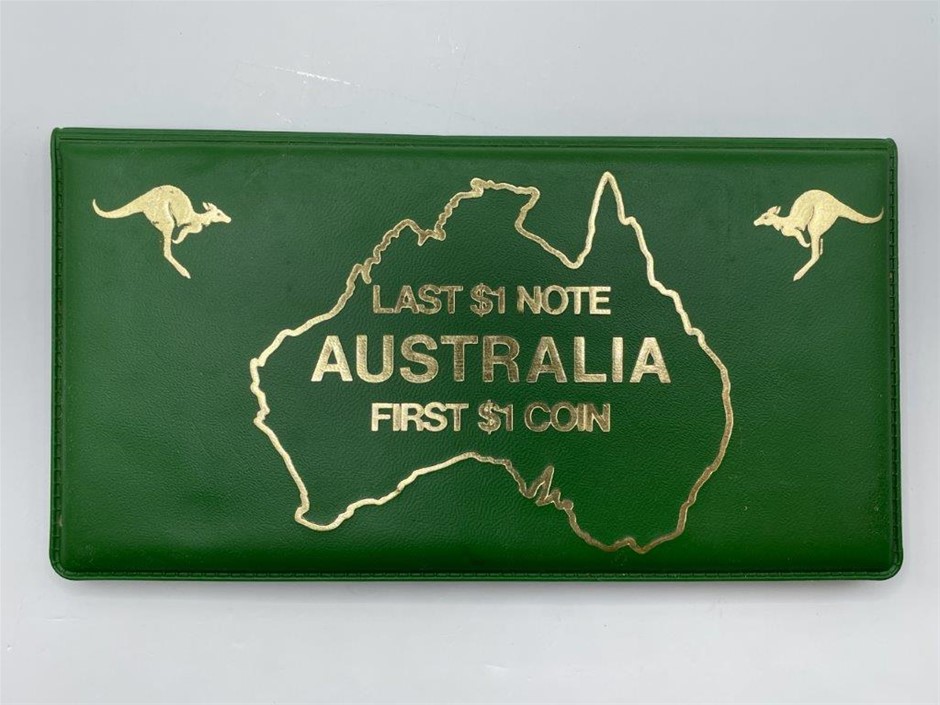 LAST $1 NOTE
AUSTRALIA
FIRST $1 COIN